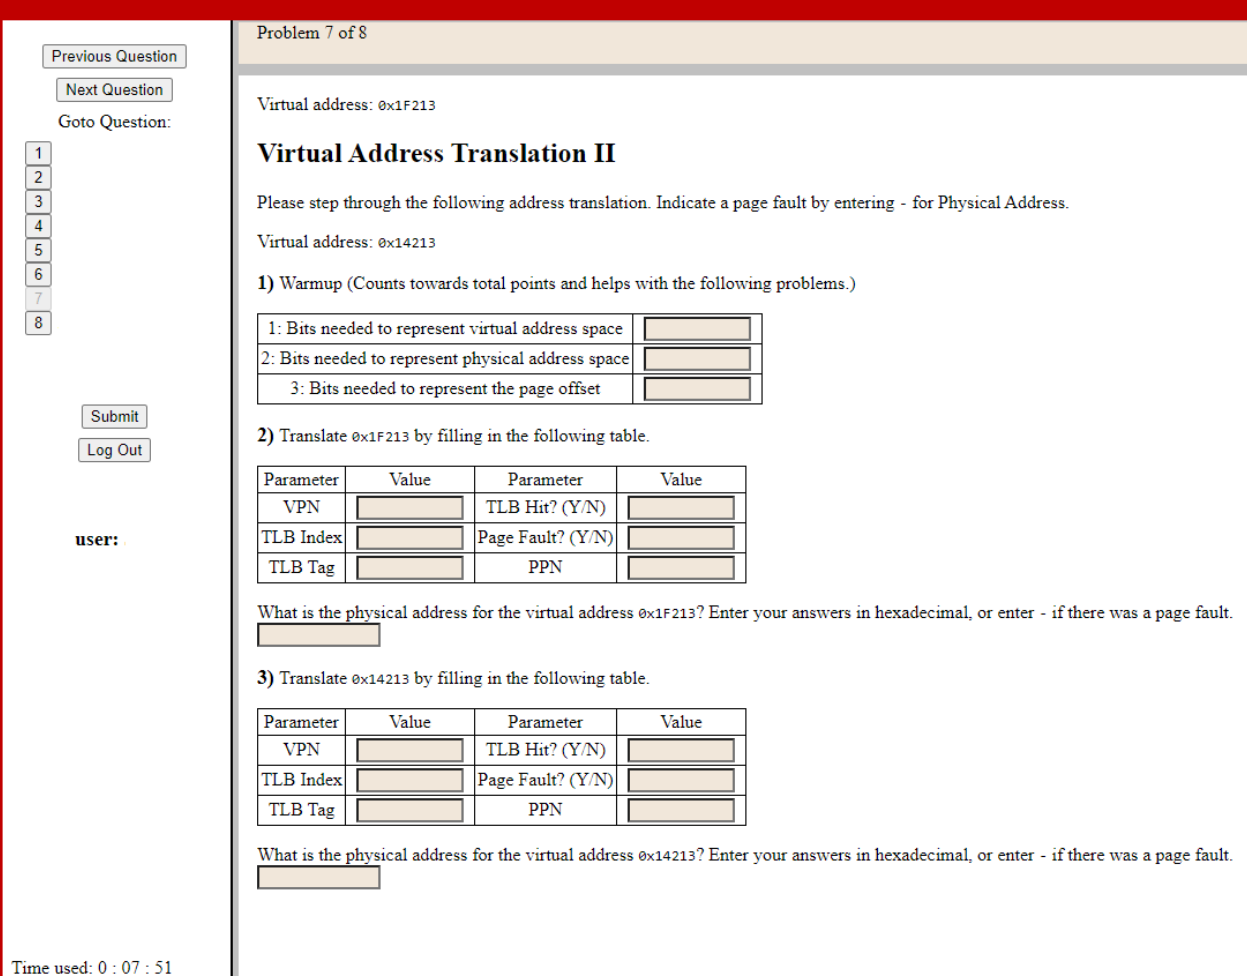 Previous Question
Next Question
Goto Question:
1
2
3
4
5
6
7
8
Submit
Log Out
user:
Time used: 0 : 07 : 51
Problem 7 of 8
Virtual address: 0x1F213
Virtual Address Translation II
Please step through the following address translation. Indicate a page fault by entering - for Physical Address.
Virtual address: 0x14213
1) Warmup (Counts towards total points and helps with the following problems.)
1: Bits needed to represent virtual address space
2: Bits needed to represent physical address space
3: Bits needed to represent the page offset
2) Translate 0x1F213 by filling in the following table.
Parameter Value Parameter Value
VPN TLB Hit? (Y/N)
TLB Index Page Fault? (Y/N)
TLB Tag PPN
What is the physical address for the virtual address 0x1F213? Enter your answers in hexadecimal, or enter - if there was a page fault.
3) Translate 0x14213 by filling in the following table.
Parameter Value Parameter Value
VPN TLB Hit? (Y/N)
TLB Index Page Fault? (Y/N)
TLB Tag PPN
What is the physical address for the virtual address 0x14213? Enter your answers in hexadecimal, or enter - if there was a page fault.